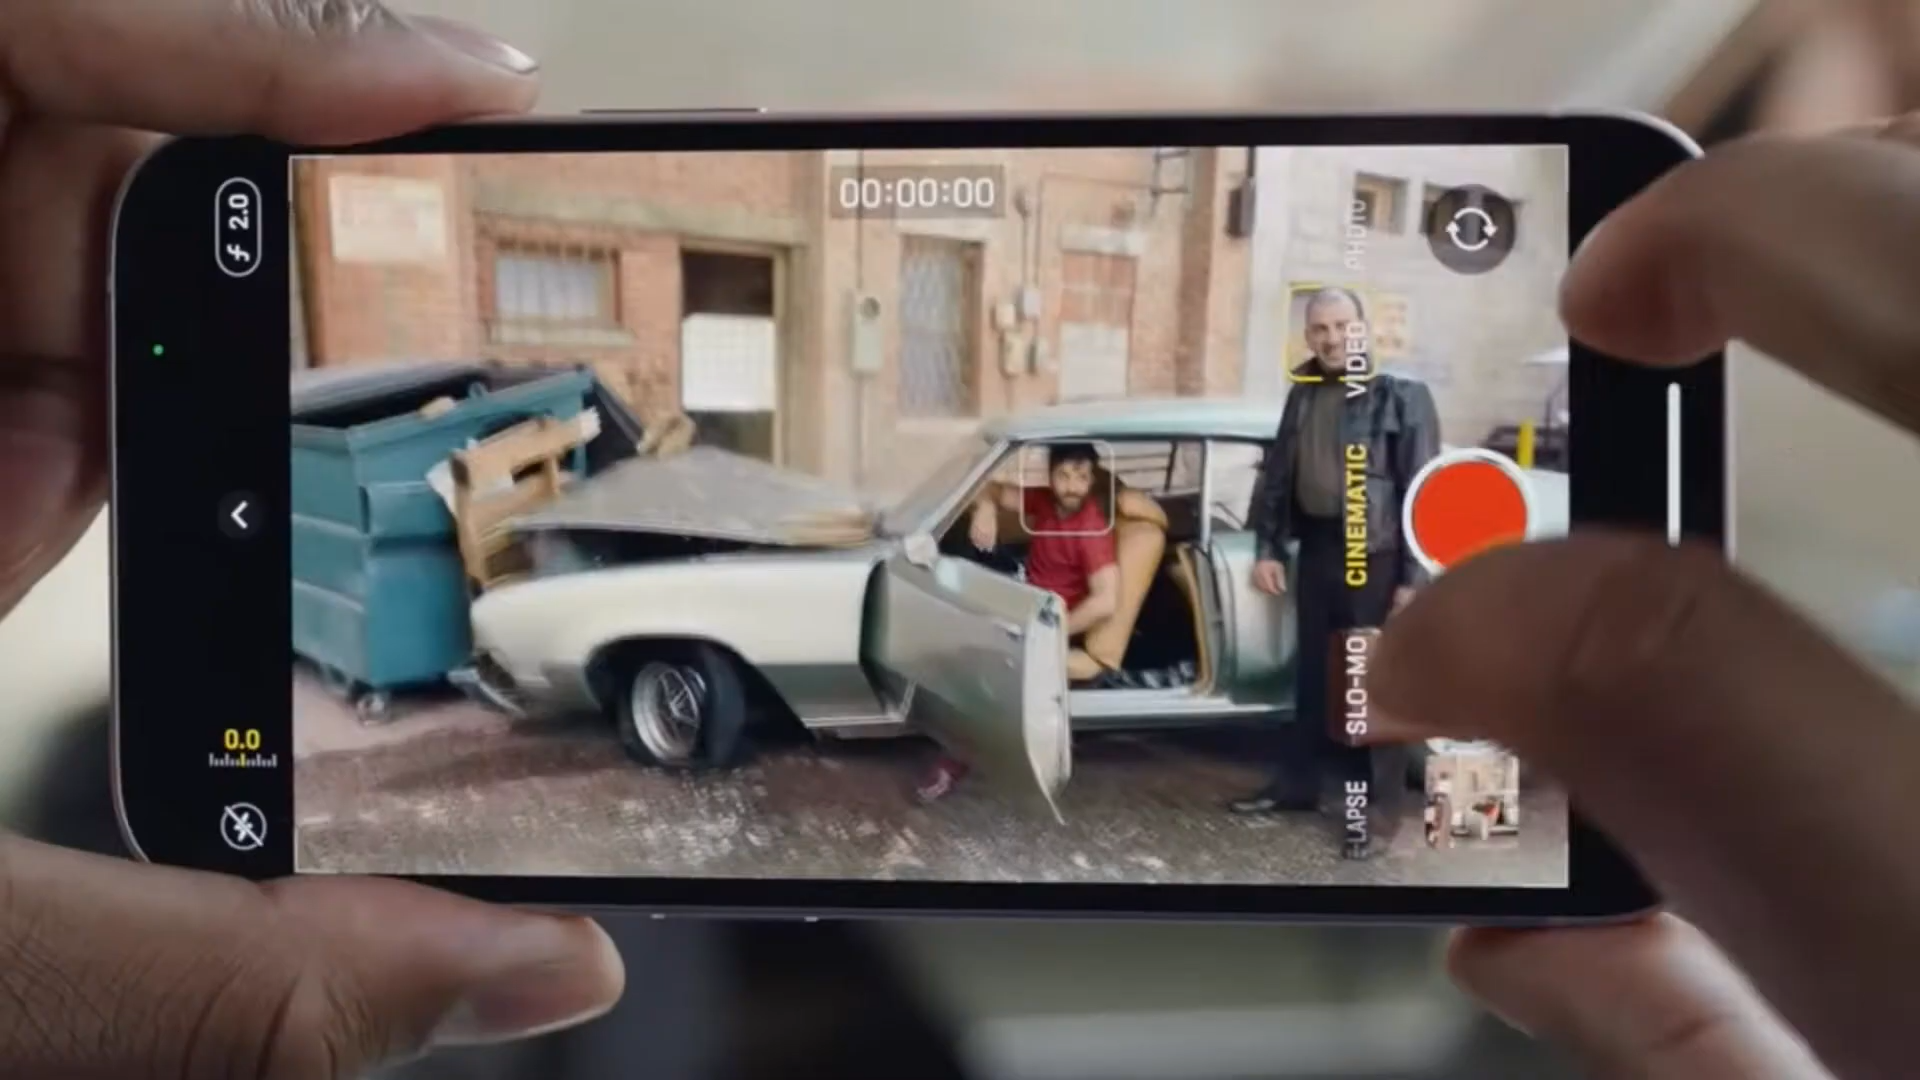 f 2.0
00:00:00
PHOTO
VIDEO
CINEMATIC
SLO-MO
E-LAPSE
0.0